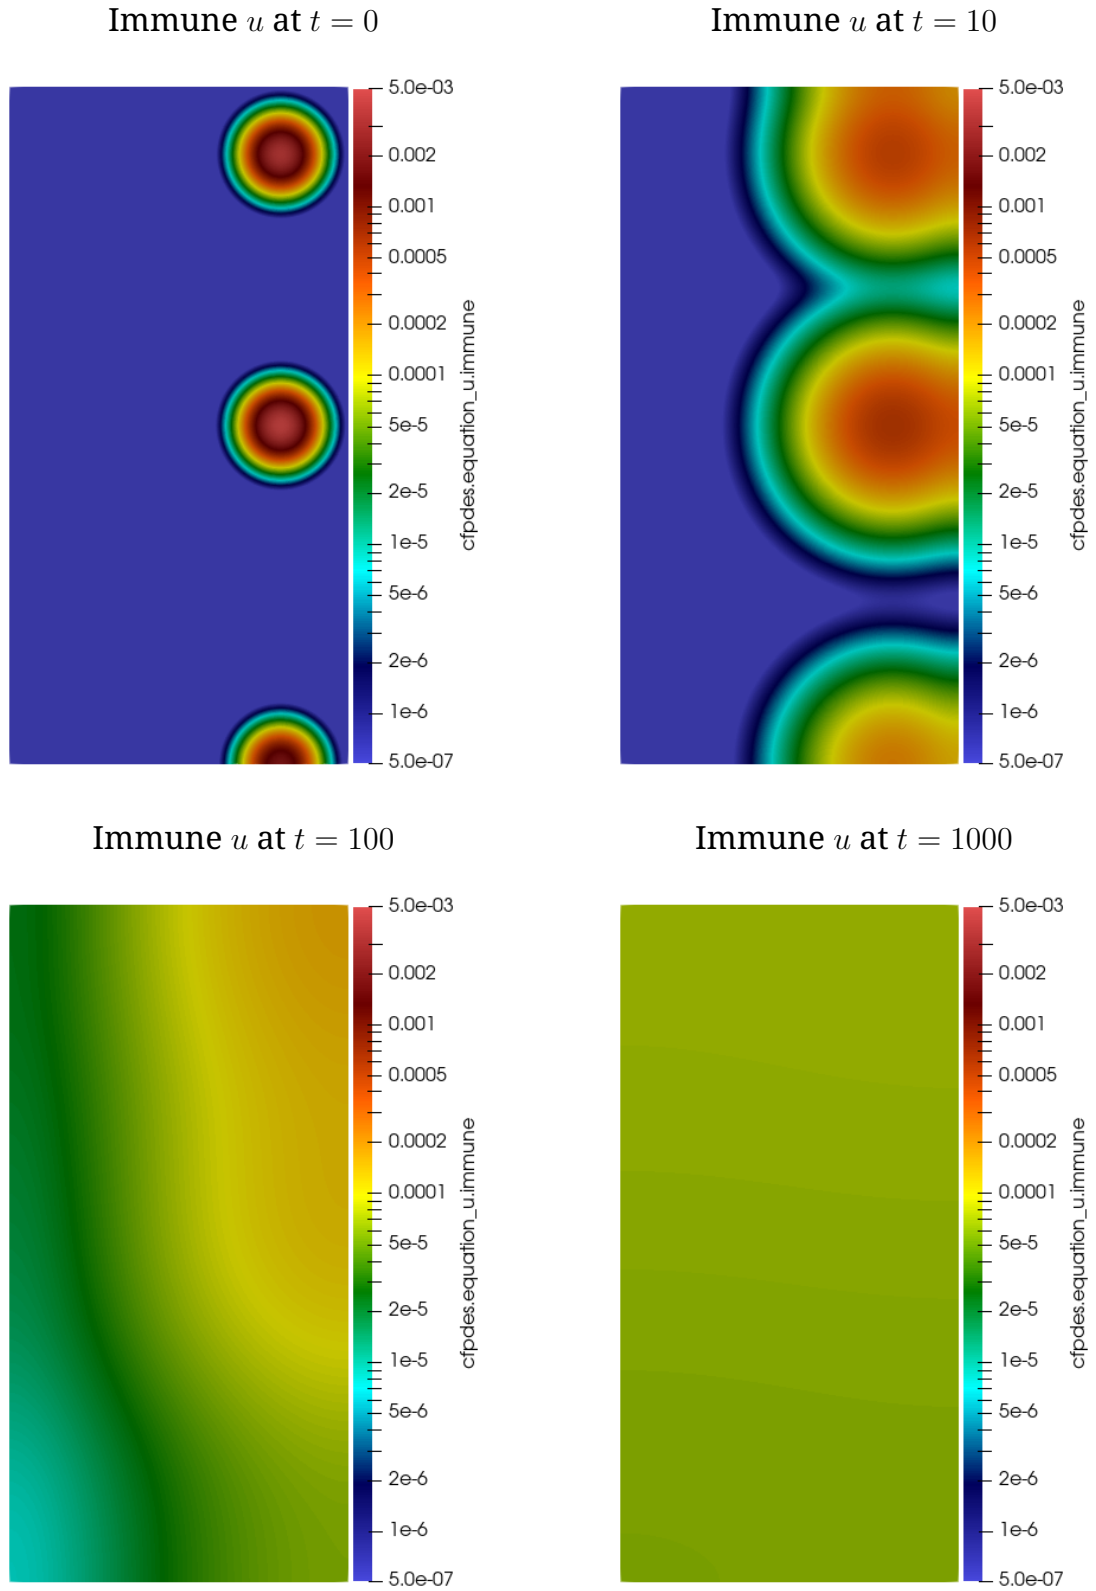 Immune u at t = 0
5.0e-03
0.002
0.001
0.0005
0.0002
0.0001
5e-5
2e-5
1e-5
5e-6
2e-6
1e-6
5.0e-07
cfpdes.equation_u.immune
Immune u at t = 10
5.0e-03
0.002
0.001
0.0005
0.0002
0.0001
5e-5
2e-5
1e-5
5e-6
2e-6
1e-6
5.0e-07
cfpdes.equation_u.immune
Immune u at t = 100
5.0e-03
0.002
0.001
0.0005
0.0002
0.0001
5e-5
2e-5
1e-5
5e-6
2e-6
1e-6
5.0e-07
cfpdes.equation_u.immune
Immune u at t = 1000
5.0e-03
0.002
0.001
0.0005
0.0002
0.0001
5e-5
2e-5
1e-5
5e-6
2e-6
1e-6
5.0e-07
cfpdes.equation_u.immune